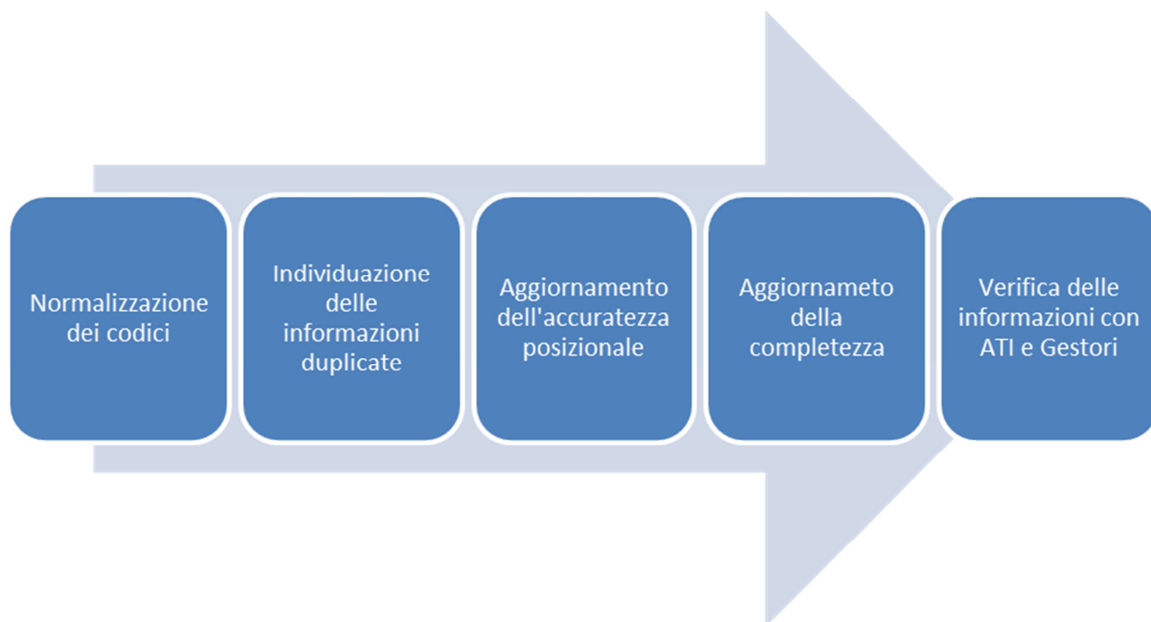 Normalizzazione
dei codici
Individuazione
delle
informazioni
duplicate
Aggiornamento
dell'accuratezza
posizionale
Aggiornameto
della
completezza
Verifica delle
informazioni con
ATI e Gestori